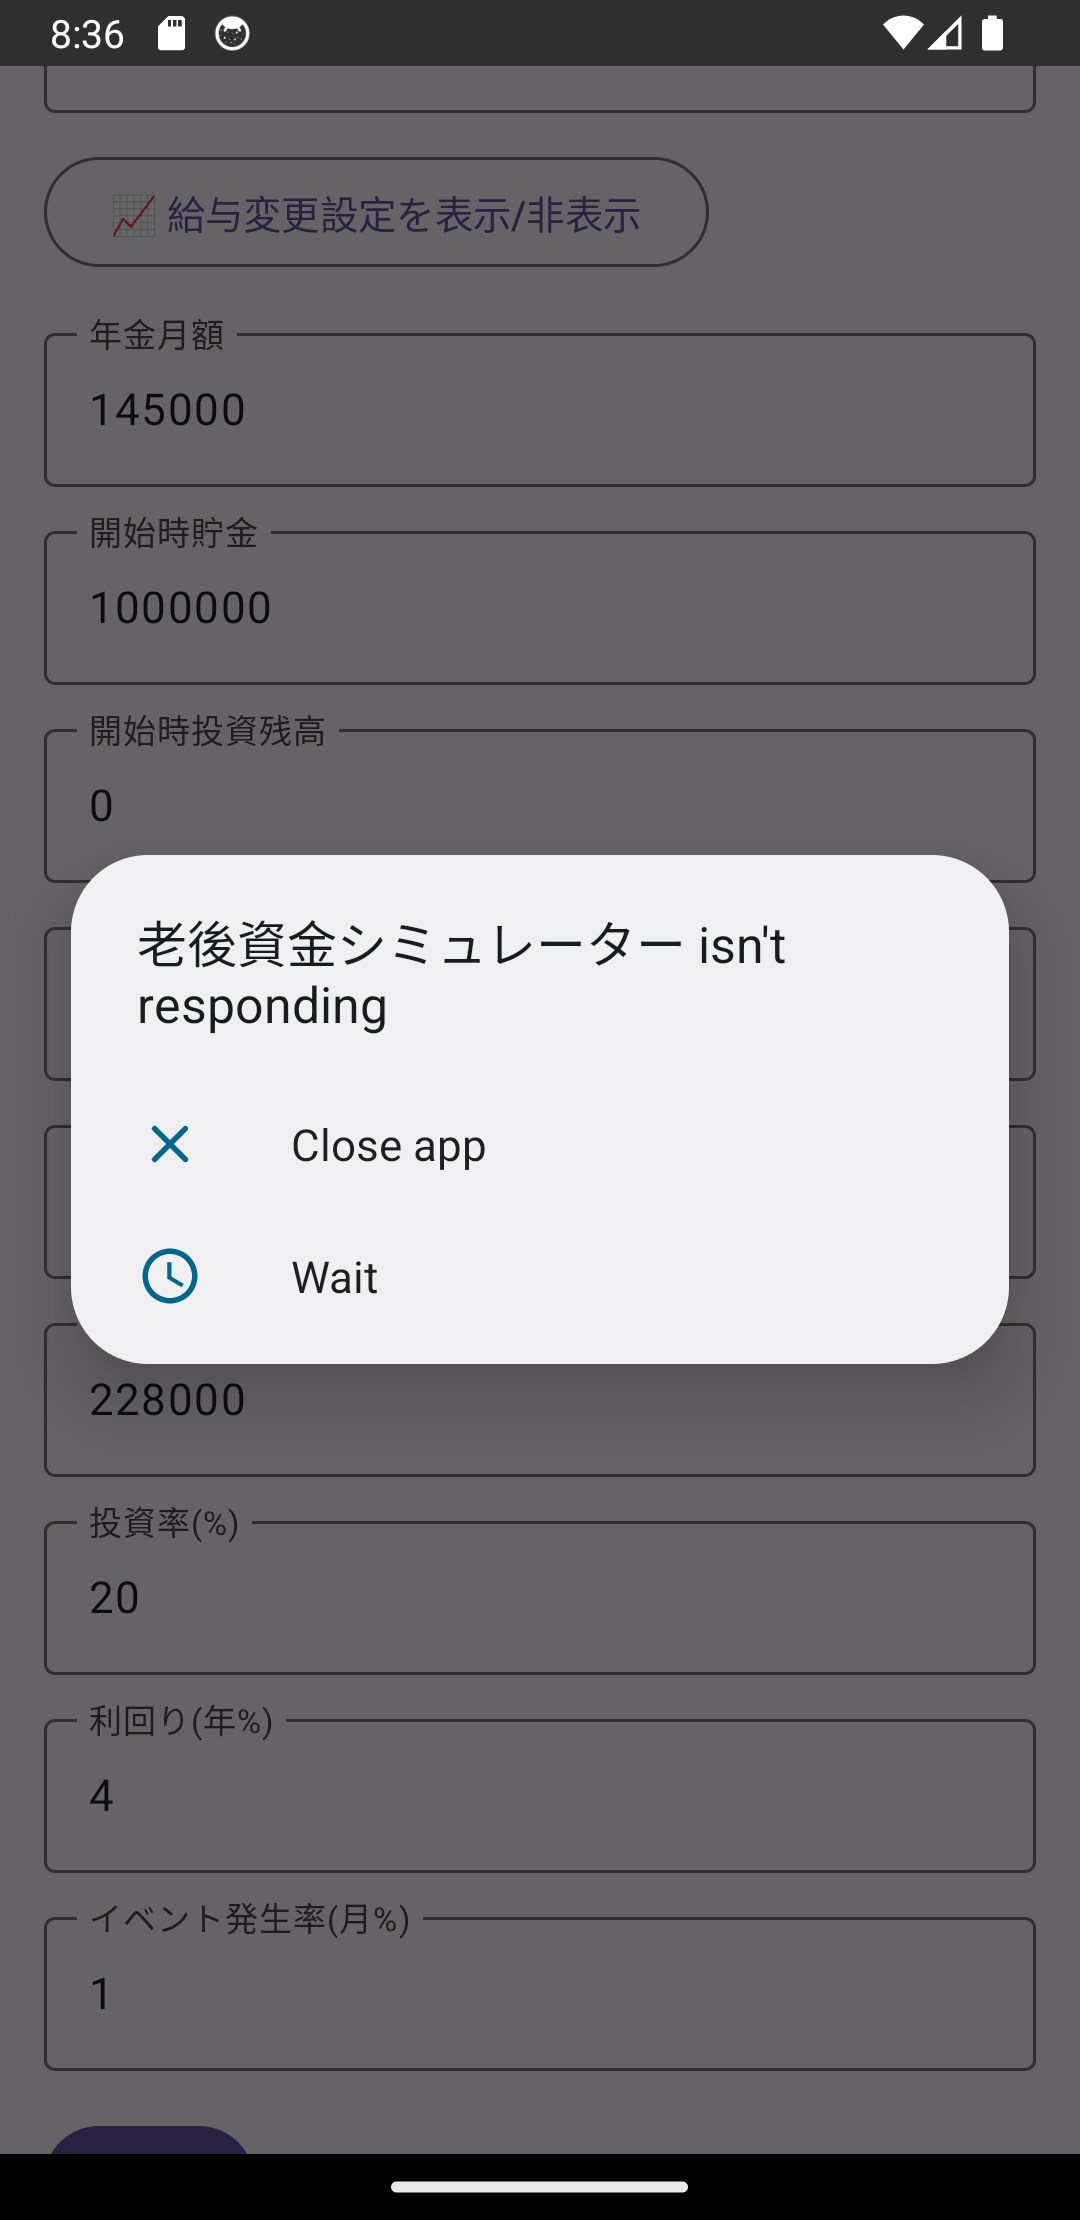 8:36
📈 給与変更設定を表示/非表示
年金月額
145000
開始時貯金
1000000
開始時投資残高
0
老後資金シミュレーター isn't
responding
Close app
Wait
228000
投資率(%)
20
利回り(年%)
4
イベント発生率(月%)
1